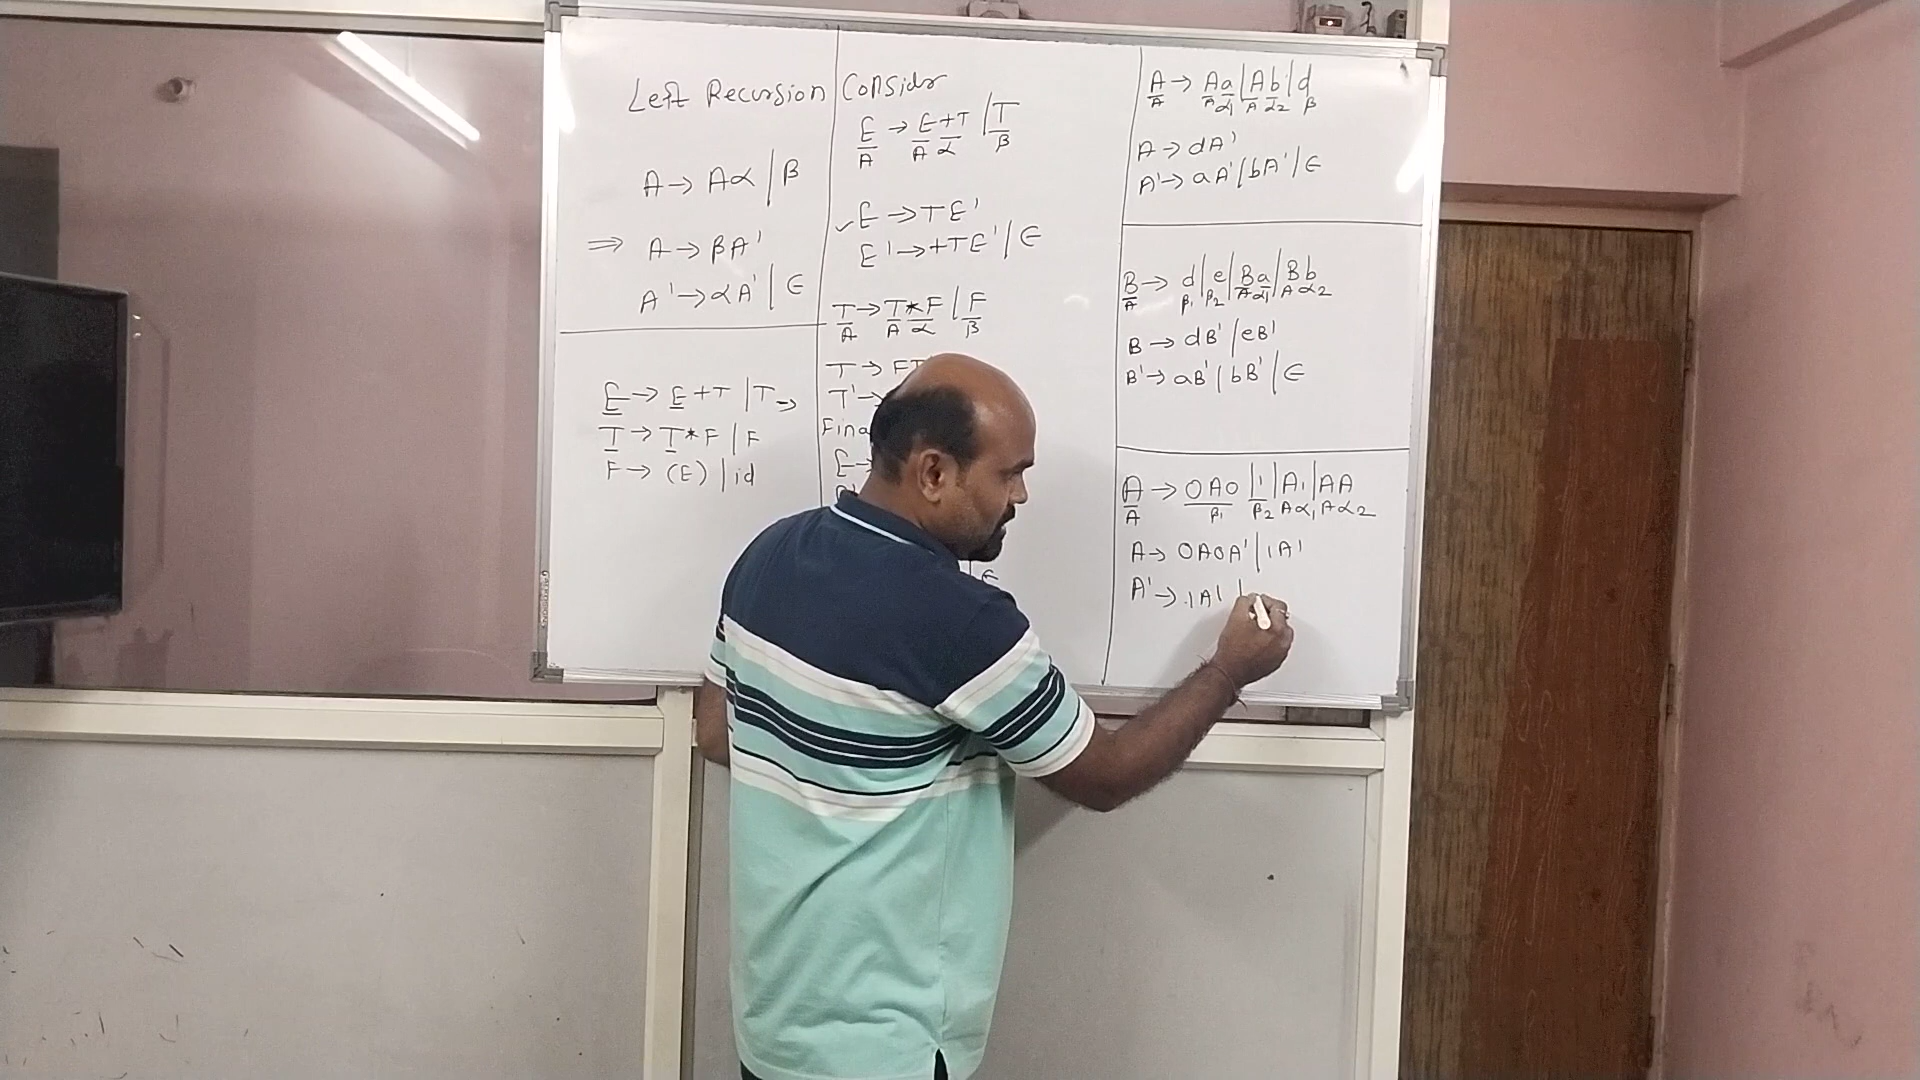 Left Recursion
A → Aα | β
⇒ A → βA'
A' → αA' | ∈
E → E+T | T →
T → T*F | F
F → (E) | id
Consider
E → E+T | T
A A α β
✓ E → TE'
E' → +TE' | ∈
T → T*F | F
A A α β
T → FT
T' →
E →
∈
A → Aa | Ab | d
A A α1 A α2 β
A → dA'
A' → aA' | bA' | ∈
B → d | e | Ba | Bb
A β1 β2 A α1 A α2
B → dB' | eB'
B' → aB' | bB' | ∈
A → 0A0 | 1 | A1 | AA
A β1 β2 A α1 A α2
A → 0A0A' | 1A'
A' → 1A' |